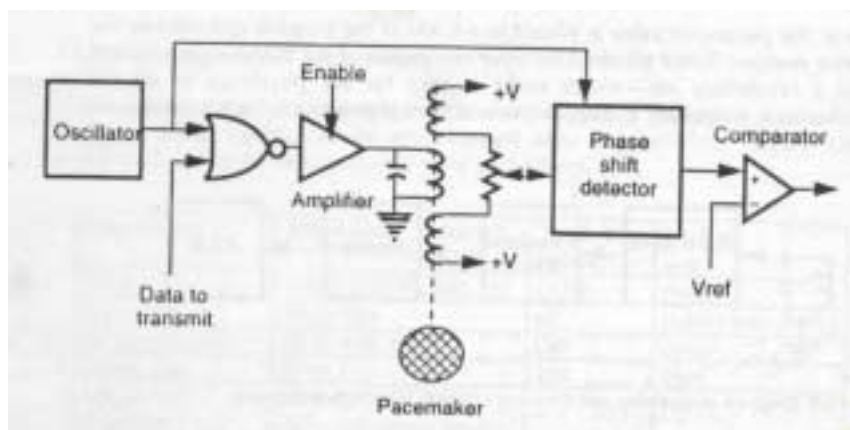 Enable
+V
Oscillator
Phase
shift
detector
Comparator
Amplifier
+
−
+V
Vref
Data to
transmit
Pacemaker